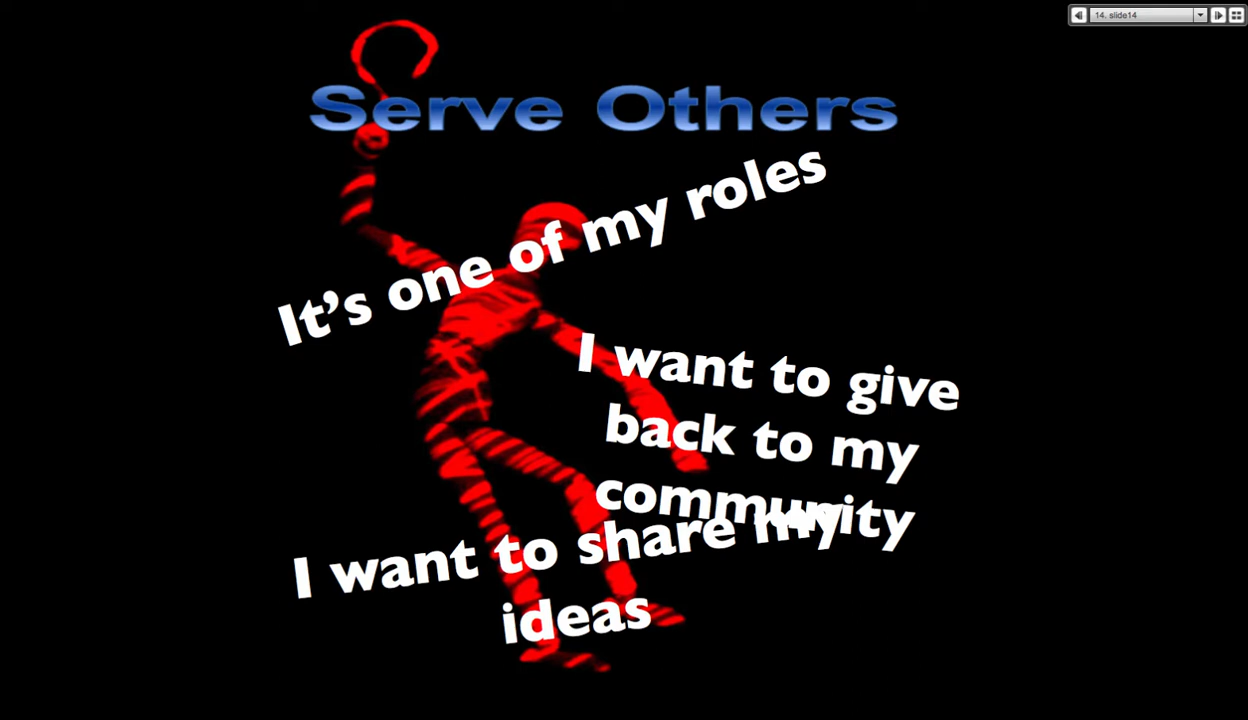 14. slide14
Serve Others
It's one of my roles
I want to give
back to my
community
I want to share my
ideas